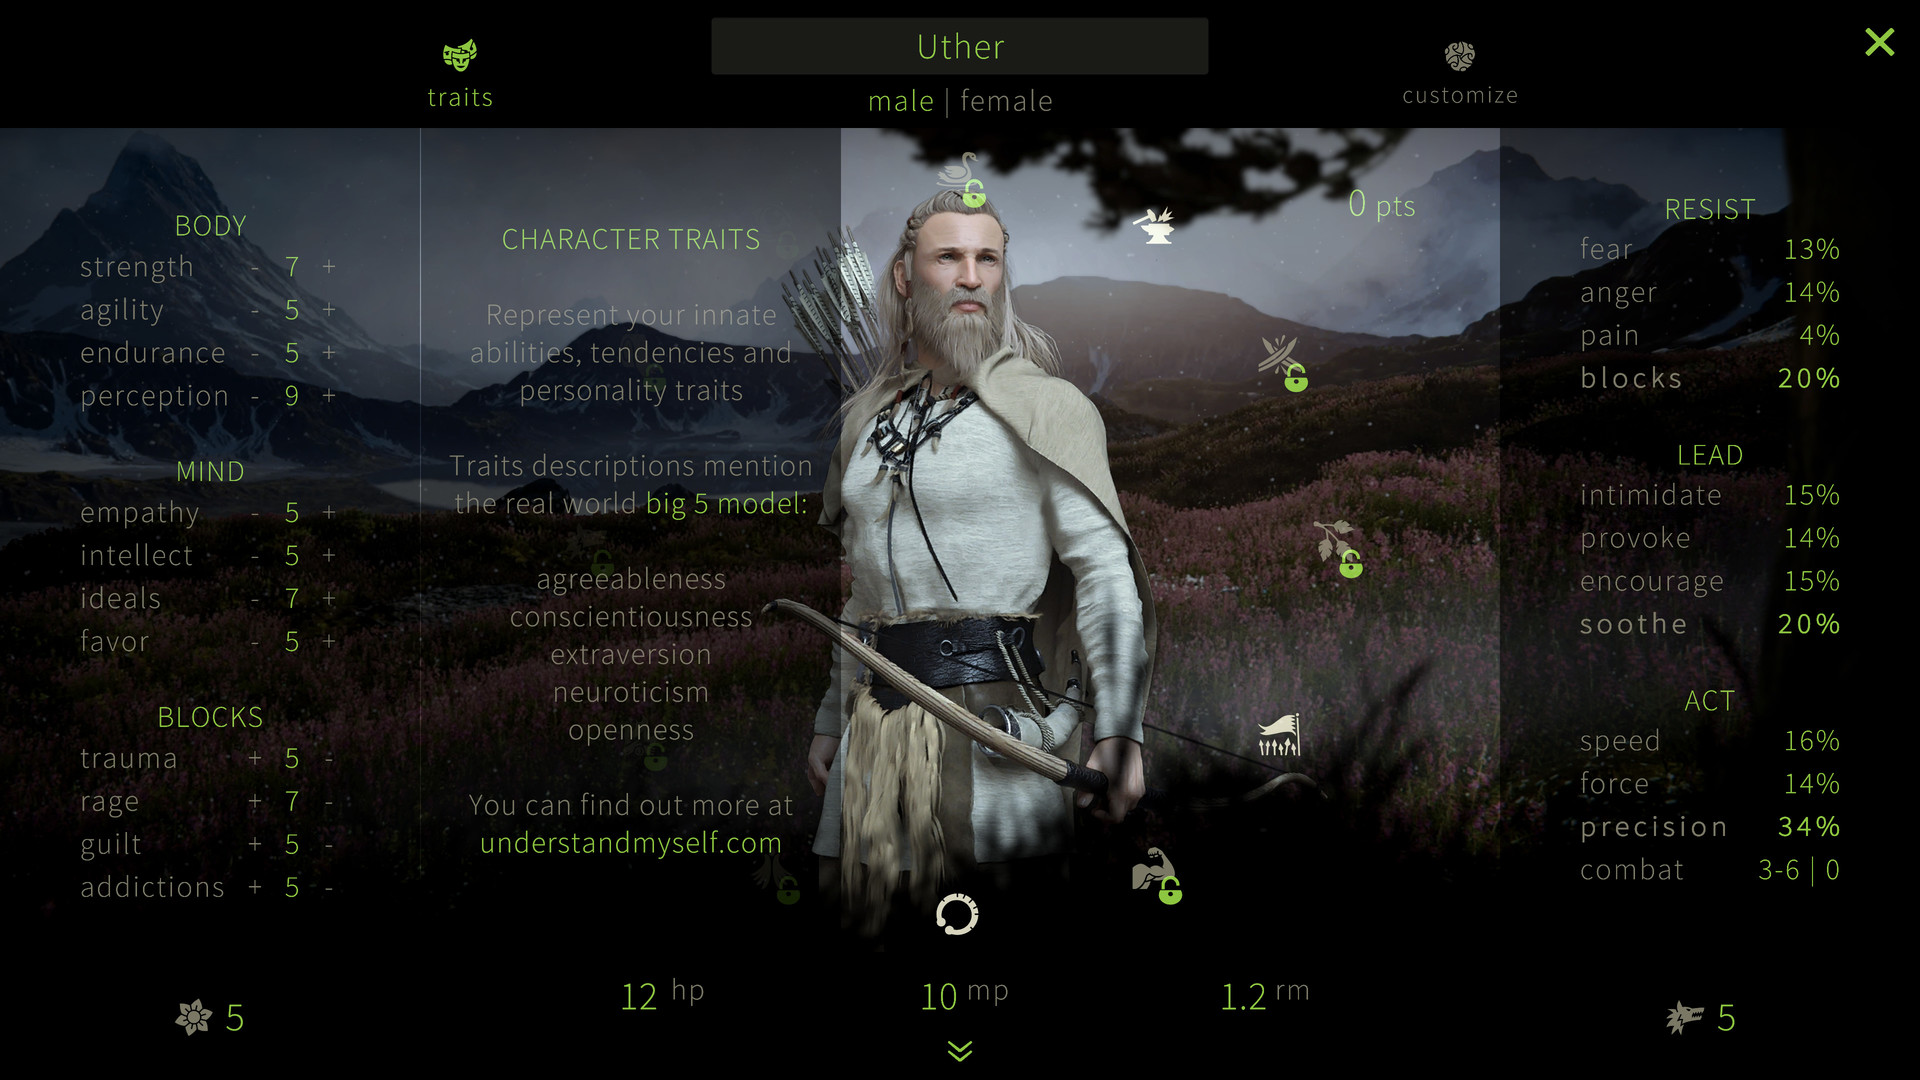 Uther
traits
male | female
customize
BODY
strength - 7 +
agility - 5 +
endurance - 5 +
perception - 9 +
MIND
empathy - 5 +
intellect - 5 +
ideals - 7 +
favor - 5 +
BLOCKS
trauma + 5 -
rage + 7 -
guilt + 5 -
addictions + 5 -
5
CHARACTER TRAITS
Represent your innate
abilities, tendencies and
personality traits
Traits descriptions mention
the real world big 5 model:
agreeableness
conscientiousness
extraversion
neuroticism
openness
You can find out more at
understandmyself.com
0 pts
12 hp
10 mp
1.2 rm
RESIST
fear 13%
anger 14%
pain 4%
blocks 20%
LEAD
intimidate 15%
provoke 14%
encourage 15%
soothe 20%
ACT
speed 16%
force 14%
precision 34%
combat 3-6 | 0
5